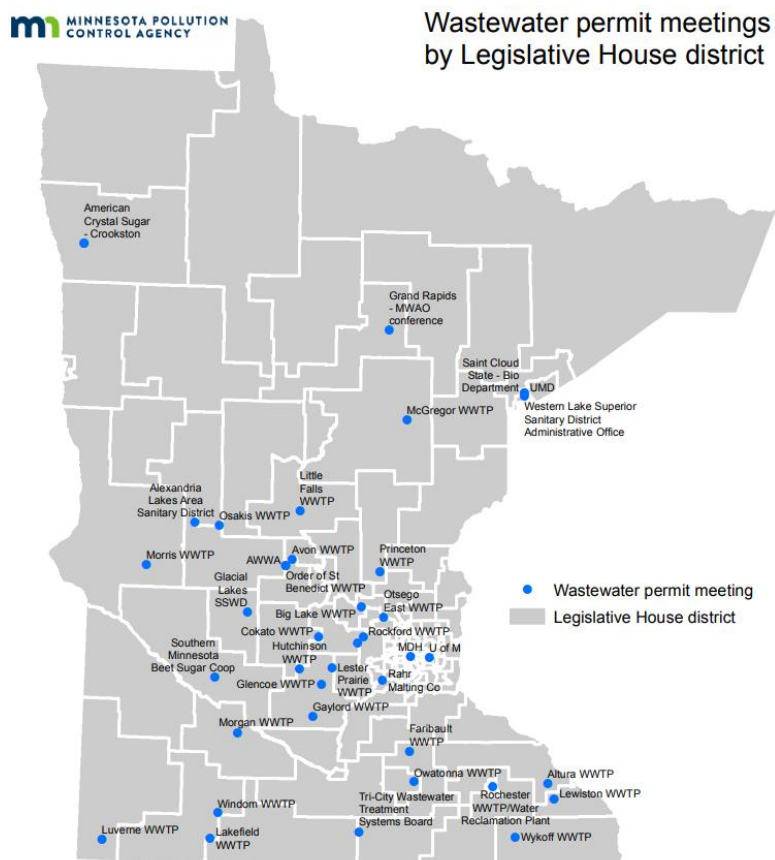 MINNESOTA POLLUTION
CONTROL AGENCY
Wastewater permit meetings
by Legislative House district
American
Crystal Sugar
- Crookston
Grand Rapids
- MWAO
conference
Saint Cloud
State - Bio
Department
UMD
Western Lake Superior
Sanitary District
Administrative Office
McGregor WWTP
Little
Falls
WWTP
Alexandria
Lakes Area
Sanitary District
Osakis WWTP
Morris WWTP
AWWA
Avon WWTP
Order of St
Benedict WWTP
Princeton
WWTP
Glacial
Lakes
SSWD
Big Lake WWTP
Otsego
East WWTP
Wastewater permit meeting
Legislative House district
Cokato WWTP
Rockford WWTP
Southern
Minnesota
Beet Sugar Coop
Hutchinson
WWTP
MDH
U of M
Lester
Prairie
WWTP
Glencoe WWTP
Rahr
Malting Co
Gaylord WWTP
Morgan WWTP
Faribault
WWTP
Owatonna WWTP
Altura WWTP
Lewiston WWTP
Rochester
WWTP/Water
Reclamation Plant
Tri-City Wastewater
Treatment
Systems Board
Windom WWTP
Luverne WWTP
Lakefield
WWTP
Wykoff WWTP